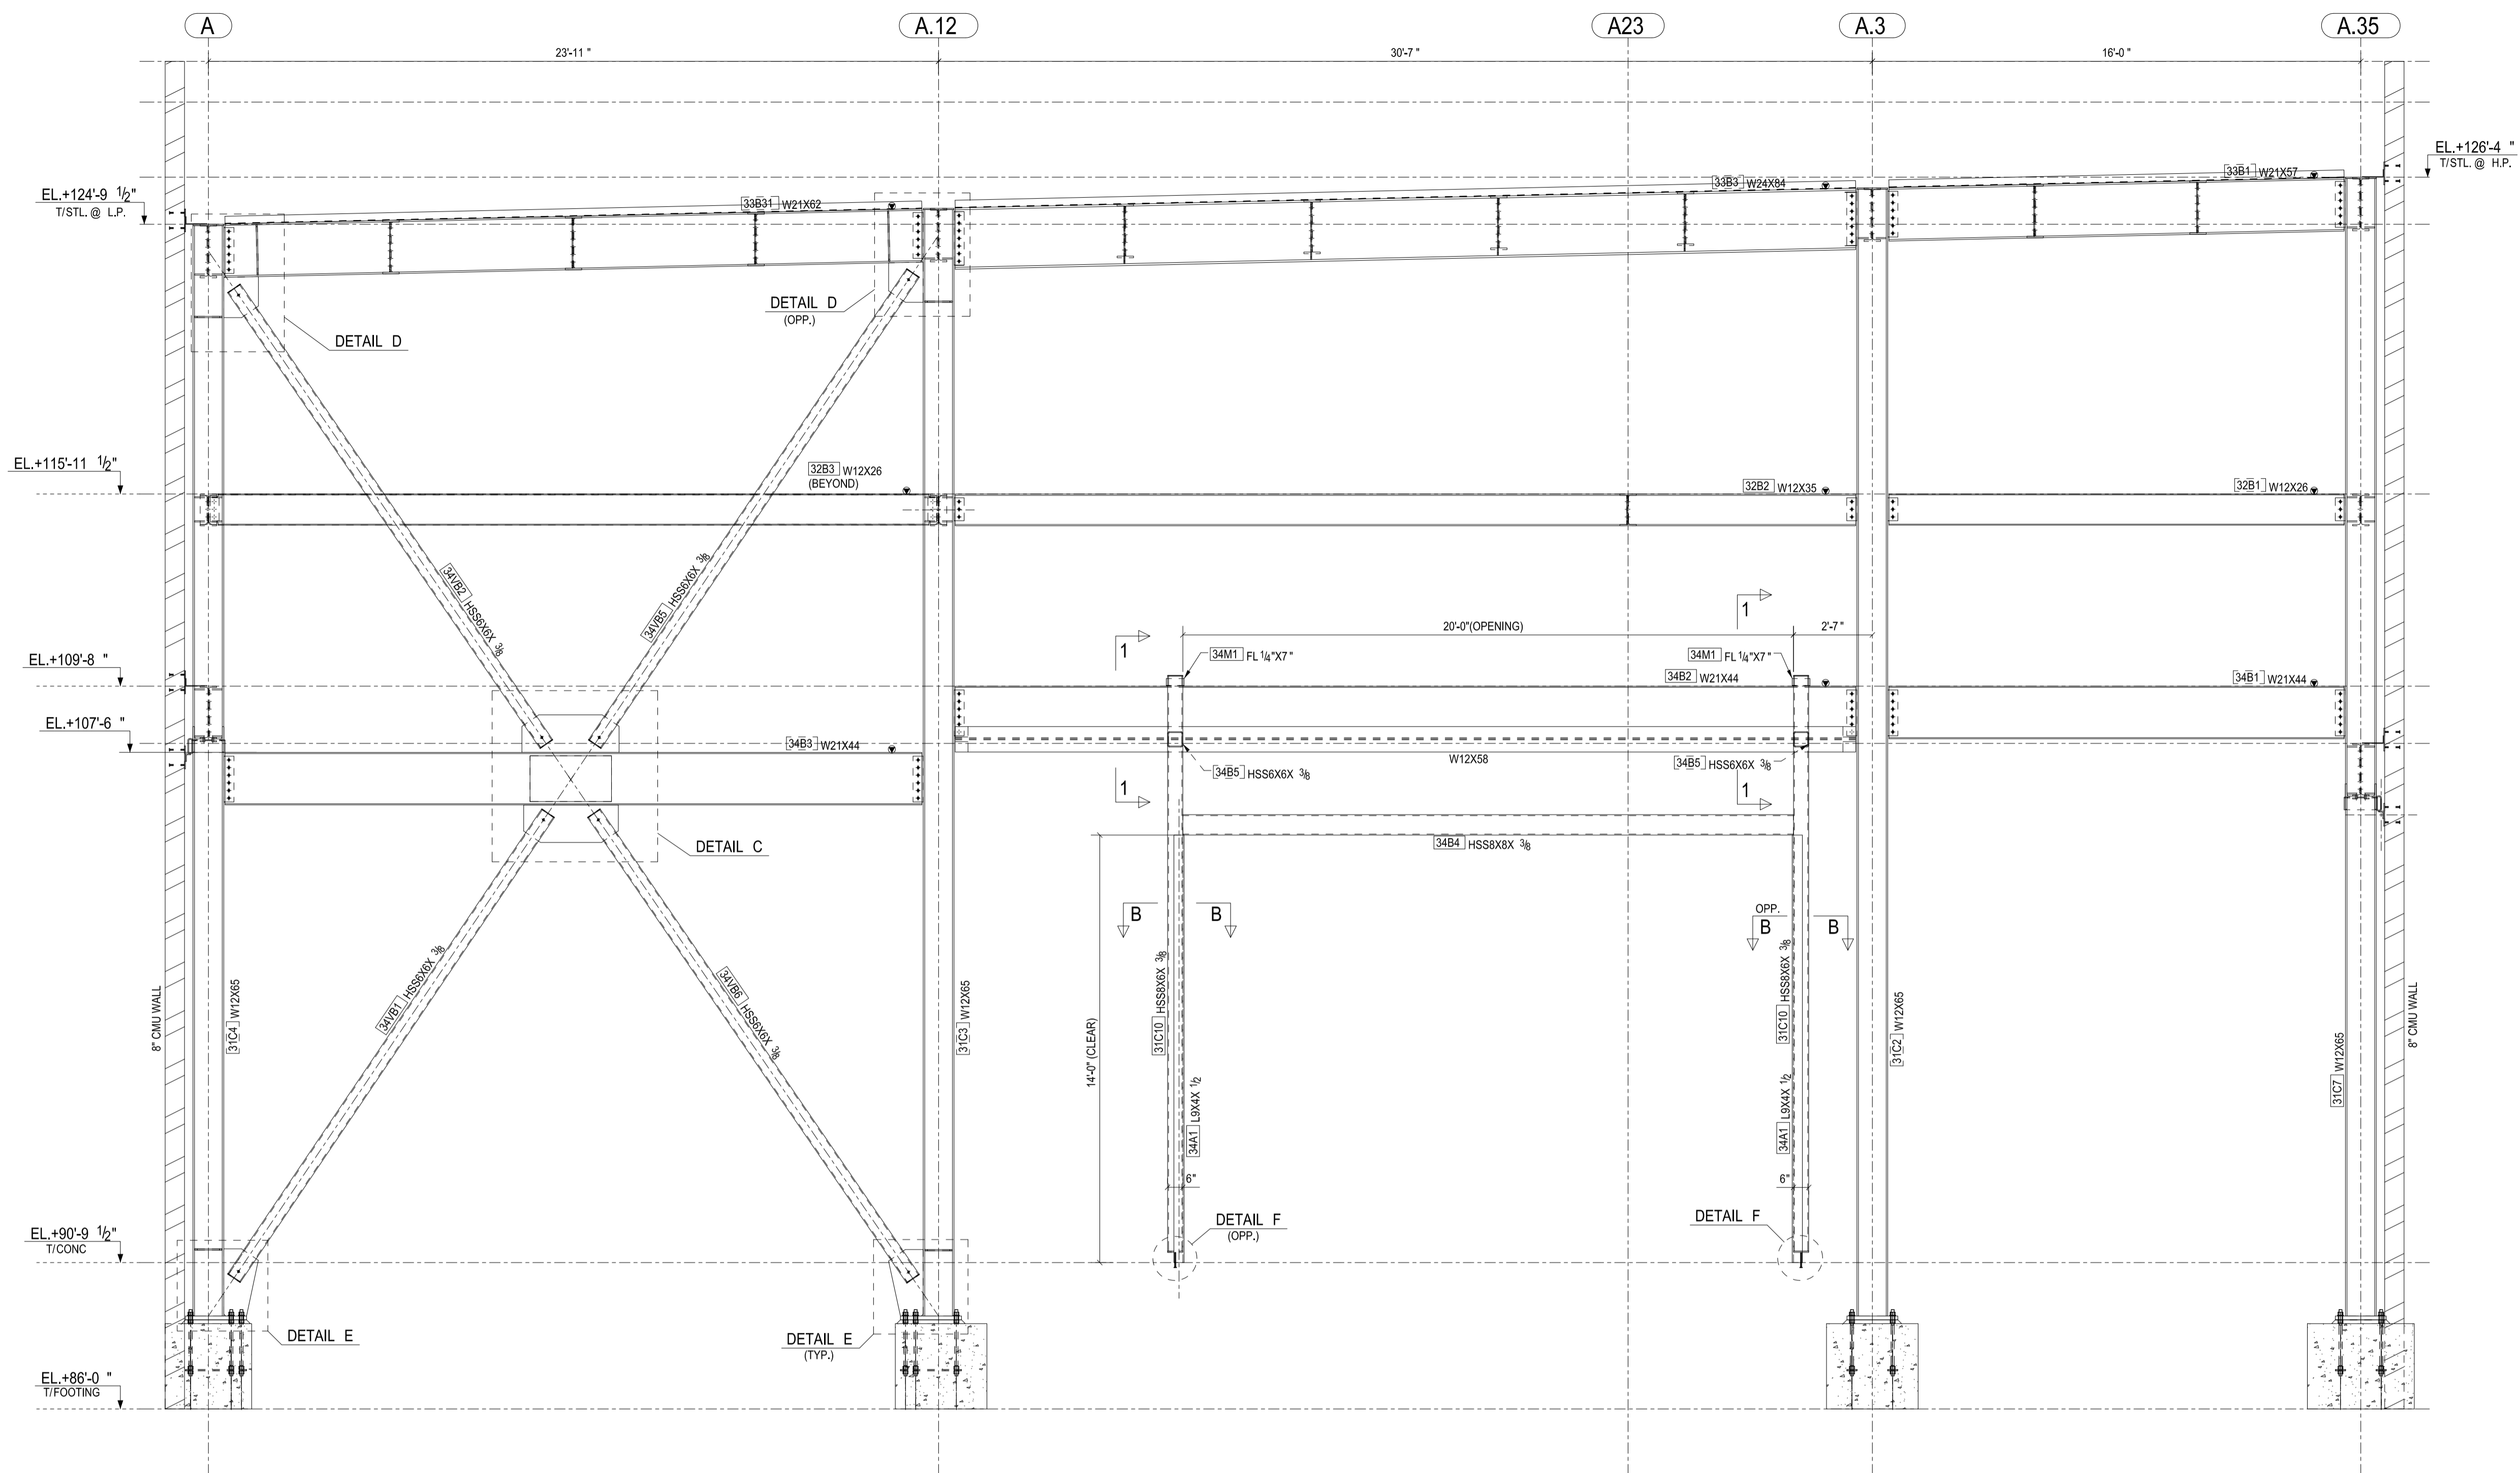 A
A.12
A23
A.3
A.35
23'-11 "
30'-7 "
16'-0 "
EL.+126'-4 "
T/STL. @ H.P.
EL.+124'-9 1/2"
T/STL. @ L.P.
33B31 W21X62
33B3 W24X84
33B1 W21X57
DETAIL D
(OPP.)
DETAIL D
EL.+115'-11 1/2"
32B3 W12X26
(BEYOND)
32B2 W12X35
32B1 W12X26
34VB2 HSS6X6X 3/8
34VB5 HSS6X6X 3/8
1
1
20'-0"(OPENING)
2'-7 "
EL.+109'-8 "
34M1 FL 1/4"X7 "
34M1 FL 1/4"X7 "
34B2 W21X44
34B1 W21X44
EL.+107'-6 "
34B3 W21X44
W12X58
34B5 HSS6X6X 3/8
34B5 HSS6X6X 3/8
1
1
DETAIL C
34B4 HSS8X8X 3/8
B
B
OPP.
B
B
34VB1 HSS6X6X 3/8
34VB6 HSS6X6X 3/8
8" CMU WALL
31C4 W12X65
31C3 W12X65
14'-0" (CLEAR)
31C10 HSS8X6X 3/8
34A1 L9X4X 1/2
31C10 HSS8X6X 3/8
34A1 L9X4X 1/2
31C2 W12X65
31C7 W12X65
8" CMU WALL
6"
6"
DETAIL F
(OPP.)
DETAIL F
EL.+90'-9 1/2"
T/CONC
DETAIL E
DETAIL E
(TYP.)
EL.+86'-0 "
T/FOOTING